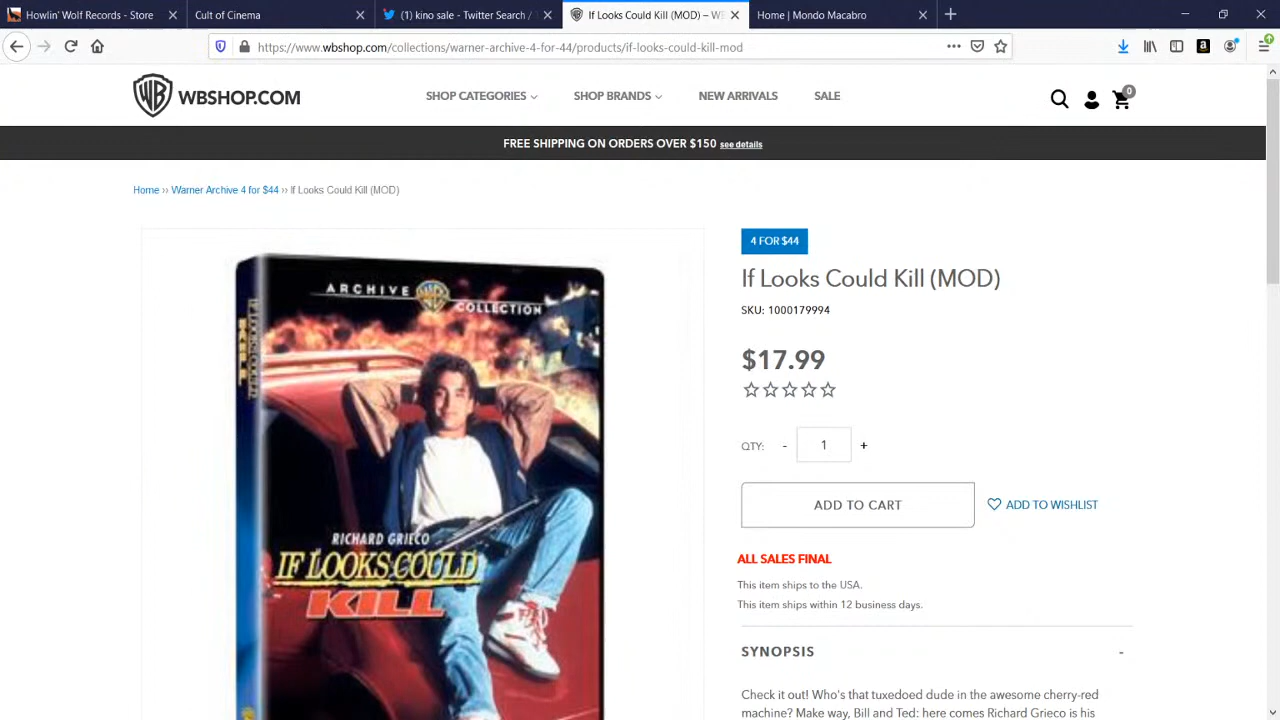 Howlin' Wolf Records - Store
Cult of Cinema
(1) kino sale - Twitter Search /
If Looks Could Kill (MOD) – WB
Home | Mondo Macabro
https://www.wbshop.com/collections/warner-archive-4-for-44/products/if-looks-could-kill-mod
WB WBSHOP.COM
SHOP CATEGORIES
SHOP BRANDS
NEW ARRIVALS
SALE
0
FREE SHIPPING ON ORDERS OVER $150 see details
Home ›› Warner Archive 4 for $44 ›› If Looks Could Kill (MOD)
ARCHIVE WB COLLECTION
RICHARD GRIECO
IF LOOKS COULD
KILL
4 FOR $44
If Looks Could Kill (MOD)
SKU: 1000179994
$17.99
QTY: - 1 +
ADD TO CART
ADD TO WISHLIST
ALL SALES FINAL
This item ships to the USA.
This item ships within 12 business days.
SYNOPSIS -
Check it out! Who's that tuxedoed dude in the awesome cherry-red
machine? Make way, Bill and Ted: here comes Richard Grieco is his